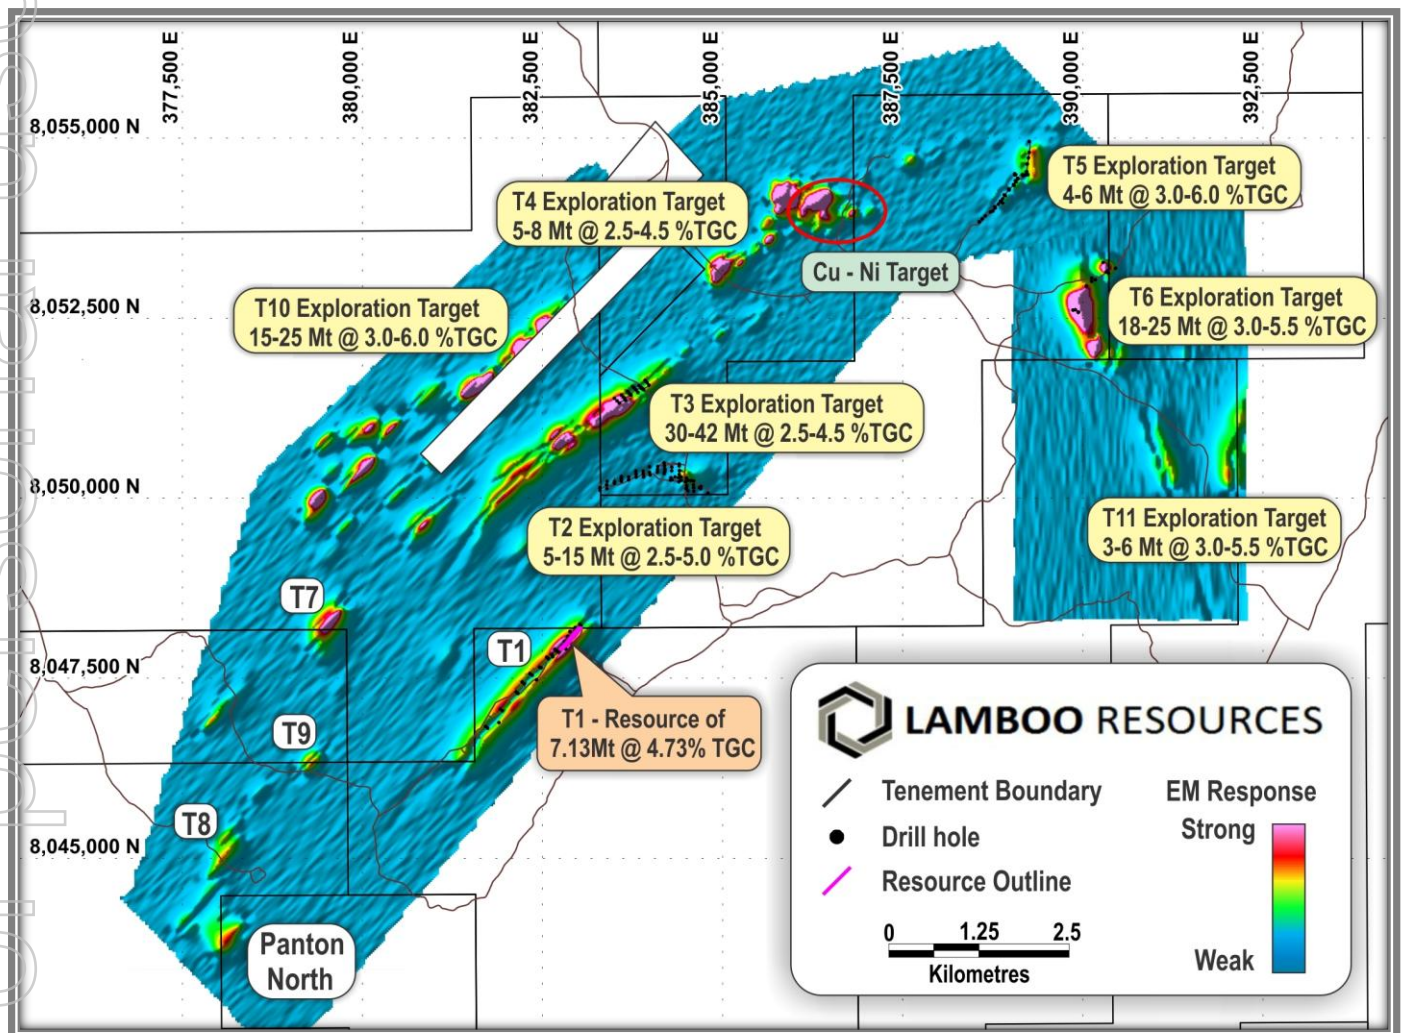 377,500 E
380,000 E
382,500 E
385,000 E
387,500 E
390,000 E
392,500 E
8,055,000 N
8,052,500 N
8,050,000 N
8,047,500 N
8,045,000 N
T5 Exploration Target
4-6 Mt @ 3.0-6.0 %TGC
T4 Exploration Target
5-8 Mt @ 2.5-4.5 %TGC
Cu - Ni Target
T10 Exploration Target
15-25 Mt @ 3.0-6.0 %TGC
T6 Exploration Target
18-25 Mt @ 3.0-5.5 %TGC
T3 Exploration Target
30-42 Mt @ 2.5-4.5 %TGC
T2 Exploration Target
5-15 Mt @ 2.5-5.0 %TGC
T11 Exploration Target
3-6 Mt @ 3.0-5.5 %TGC
T7
T1
T1 - Resource of
7.13Mt @ 4.73% TGC
T9
T8
Panton
North
LAMBOO RESOURCES
Tenement Boundary
Drill hole
Resource Outline
EM Response
Strong
Weak
0 1.25 2.5
Kilometres